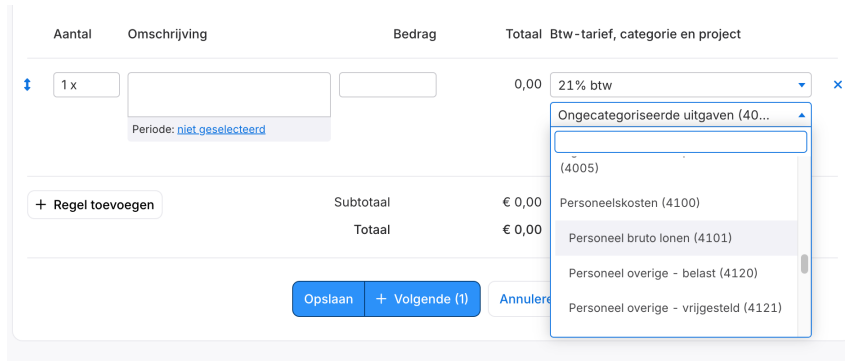 Aantal Omschrijving Bedrag Totaal Btw-tarief, categorie en project
1 x 0,00 21% btw
Ongecategoriseerde uitgaven (40...
Periode: niet geselecteerd
(4005)
Personeelskosten (4100)
+ Regel toevoegen Subtotaal € 0,00
Totaal € 0,00
Personeel bruto lonen (4101)
Personeel overige - belast (4120)
Opslaan + Volgende (1) Annulere
Personeel overige - vrijgesteld (4121)